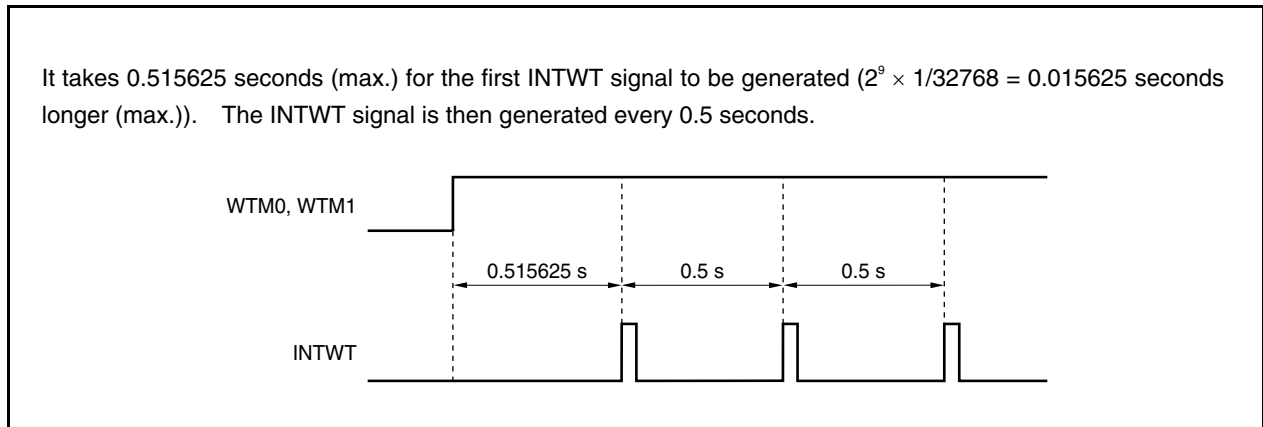 It takes 0.515625 seconds (max.) for the first INTWT signal to be generated (2⁹ × 1/32768 = 0.015625 seconds
longer (max.)). The INTWT signal is then generated every 0.5 seconds.
WTM0, WTM1
0.515625 s
0.5 s
0.5 s
INTWT